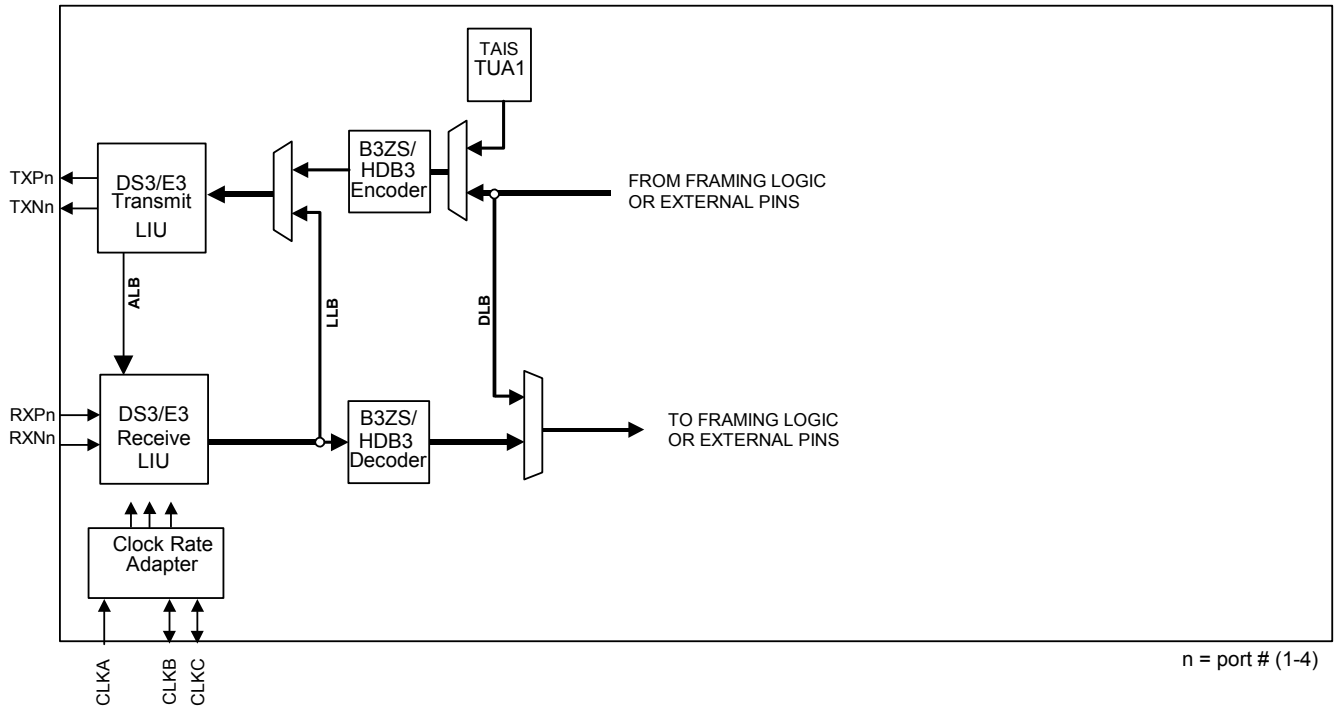 TAIS
TUA1
B3ZS/
HDB3
Encoder
FROM FRAMING LOGIC
OR EXTERNAL PINS
TXPn
TXNn
DS3/E3
Transmit
LIU
ALB
LLB
DLB
RXPn
RXNn
DS3/E3
Receive
LIU
B3ZS/
HDB3
Decoder
TO FRAMING LOGIC
OR EXTERNAL PINS
Clock Rate
Adapter
CLKA
CLKB
CLKC
n = port # (1-4)